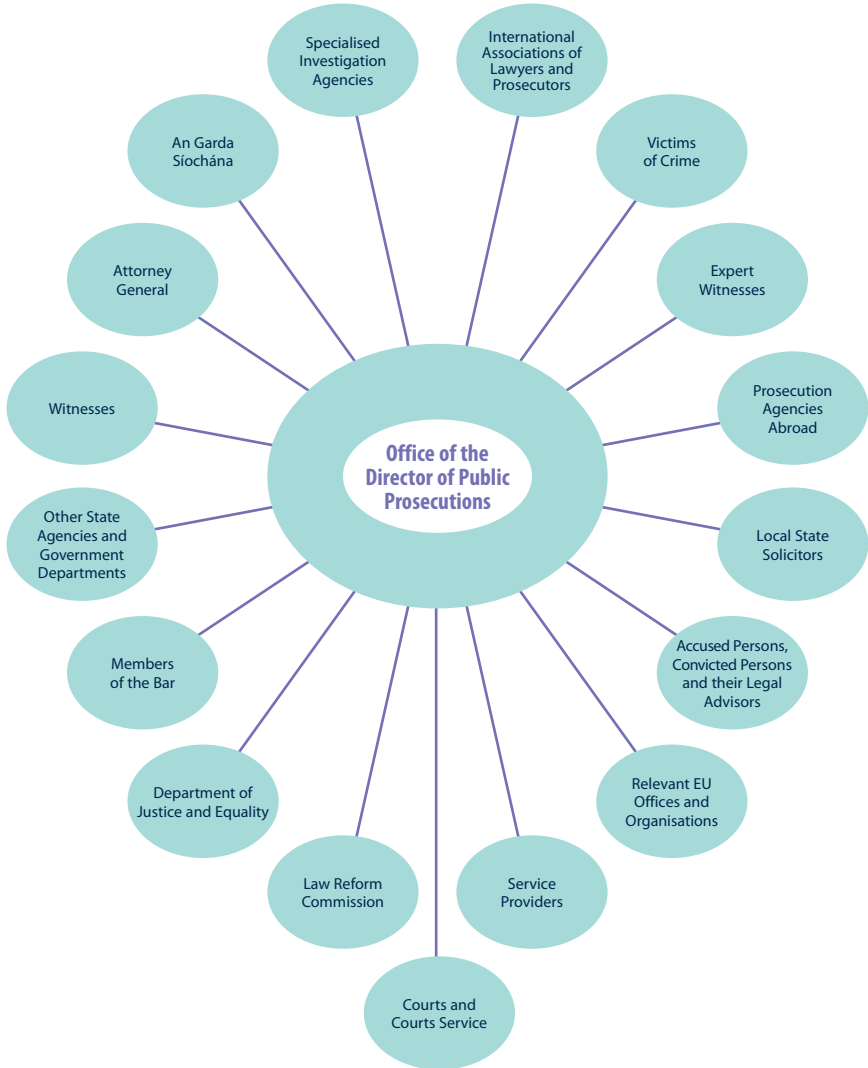 Specialised
Investigation
Agencies
International
Associations of
Lawyers and
Prosecutors
An Garda
Síochána
Victims
of Crime
Attorney
General
Expert
Witnesses
Witnesses
Prosecution
Agencies
Abroad
Office of the
Director of Public
Prosecutions
Other State
Agencies and
Government
Departments
Local State
Solicitors
Members
of the Bar
Accused Persons,
Convicted Persons
and their Legal
Advisors
Department of
Justice and Equality
Relevant EU
Offices and
Organisations
Law Reform
Commission
Service
Providers
Courts and
Courts Service